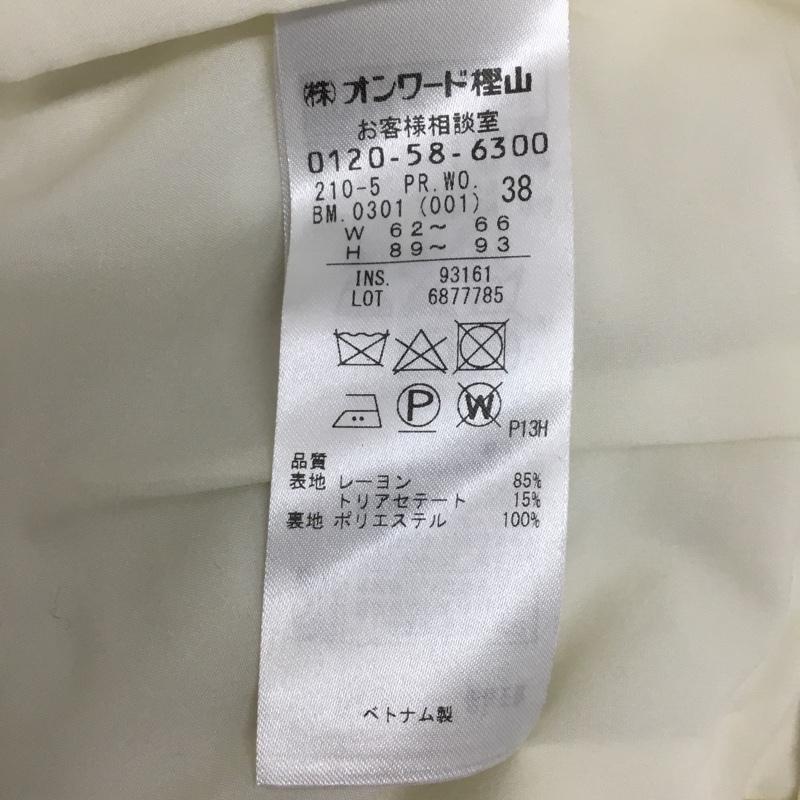 (株)オンワード樫山
お客様相談室
0120-58-6300
210-5 PR.WO. 38
BM.0301 (001)
W 62～ 66
H 89～ 93
INS. 93161
LOT 6877785
P W P13H
品質
表地 レーヨン 85%
トリアセテート 15%
裏地 ポリエステル 100%
ベトナム製